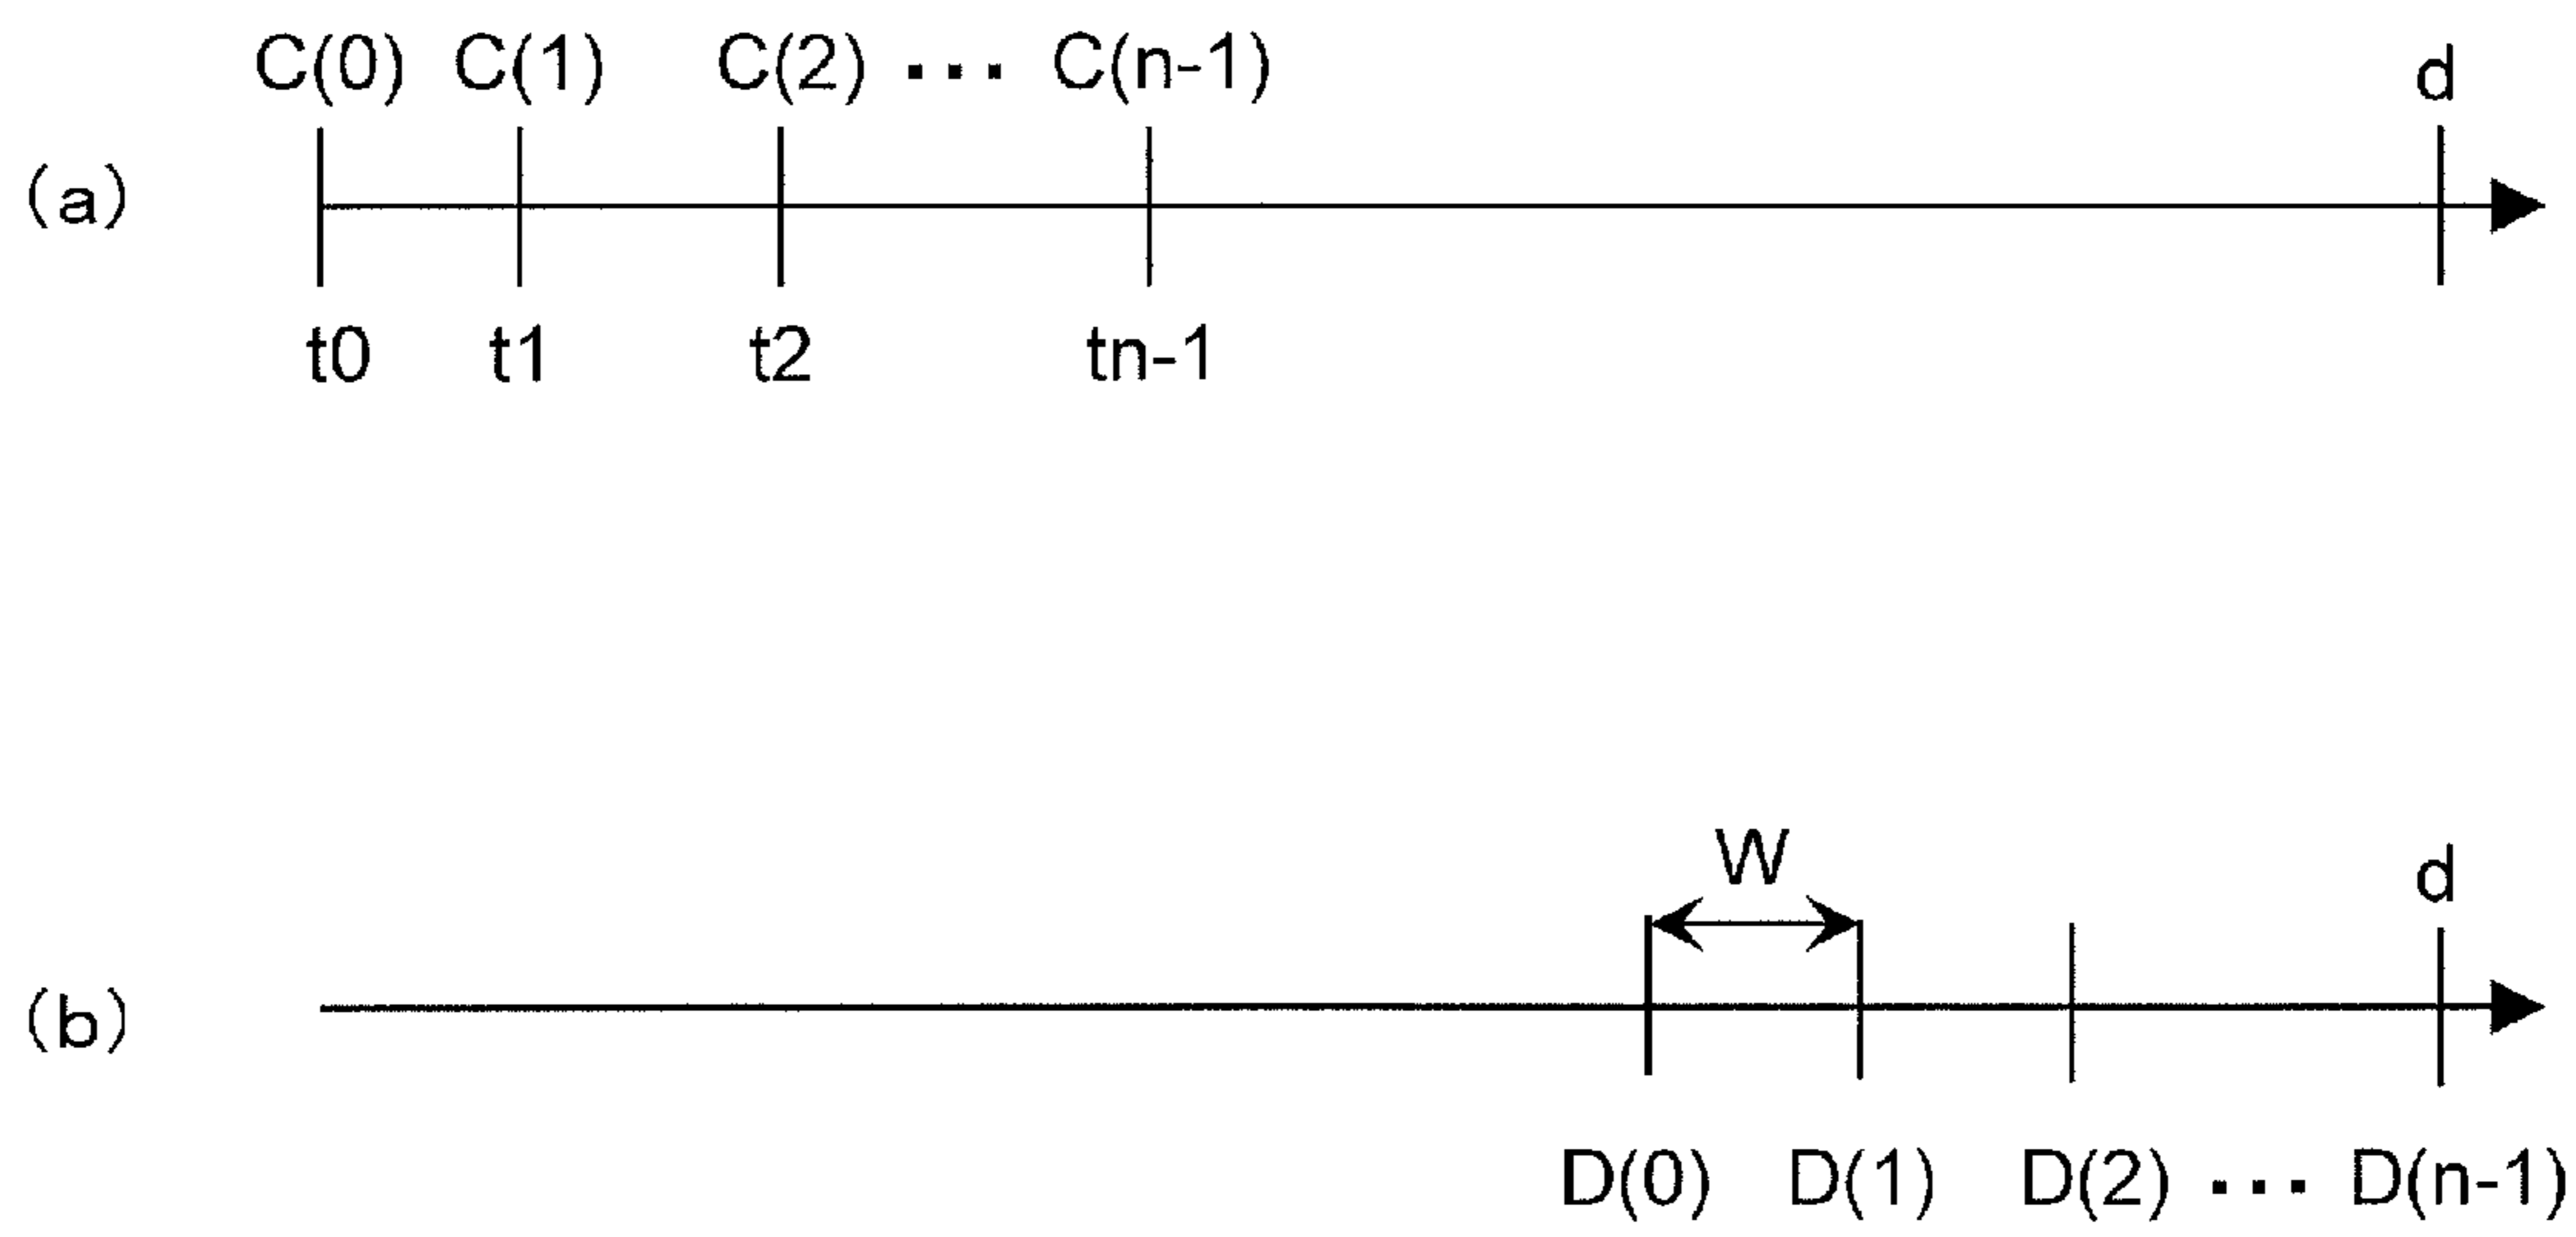 C(0) C(1) C(2) ··· C(n-1) d
(a)
t0 t1 t2 tn-1
W d
(b)
D(0) D(1) D(2) ··· D(n-1)